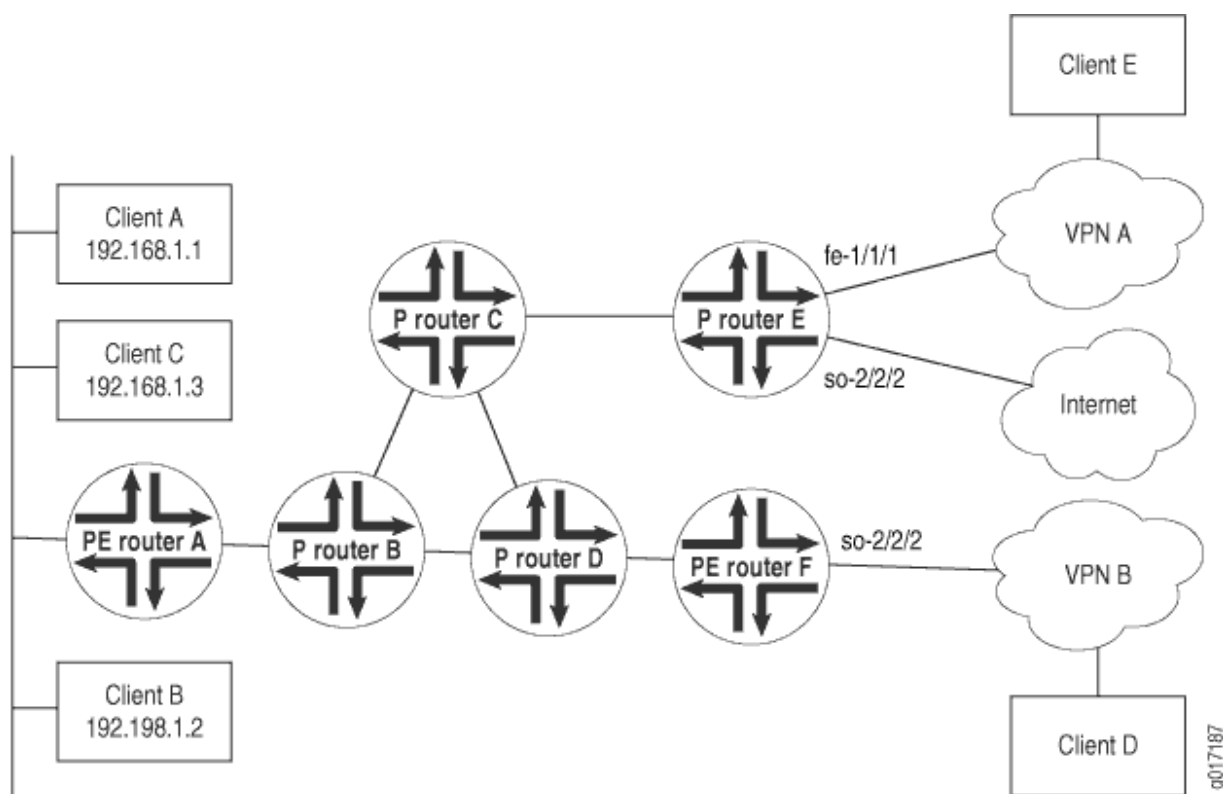 Client E
VPN A
Client A
192.168.1.1
fe-1/1/1
P router C
P router E
Client C
192.168.1.3
so-2/2/2
Internet
PE router A
P router B
P router D
PE router F
so-2/2/2
VPN B
Client B
192.198.1.2
Client D
g017187